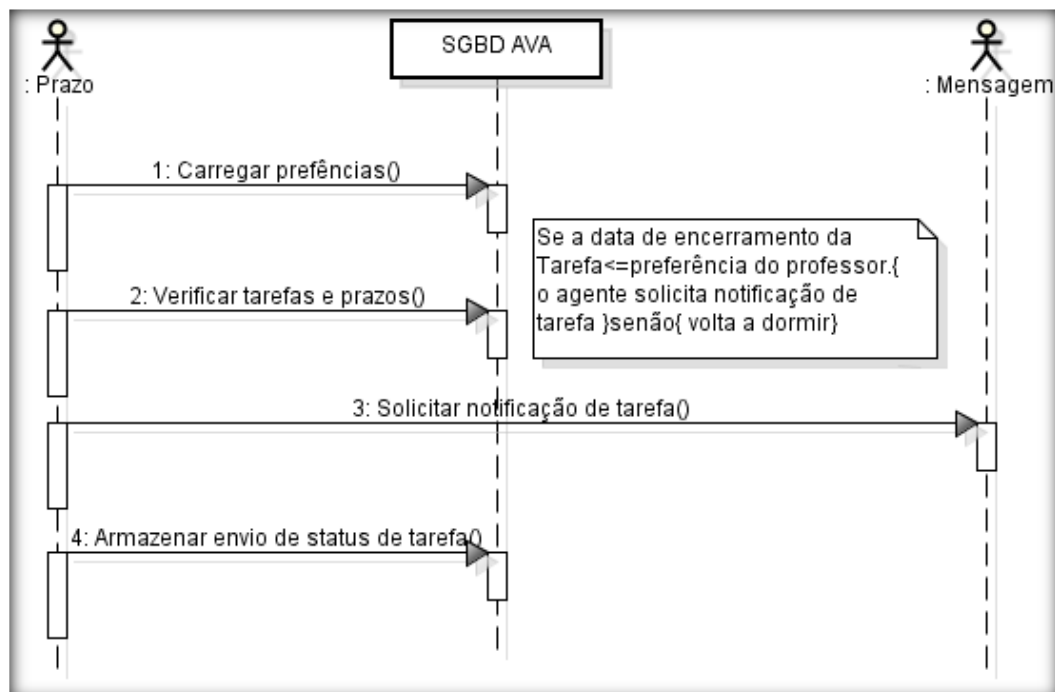 SGBD AVA
: Prazo
: Mensagem
1: Carregar prefências()
Se a data de encerramento da
Tarefa<=preferência do professor.{
o agente solicita notificação de
tarefa }senão{ volta a dormir}
2: Verificar tarefas e prazos()
3: Solicitar notificação de tarefa()
4: Armazenar envio de status de tarefa()